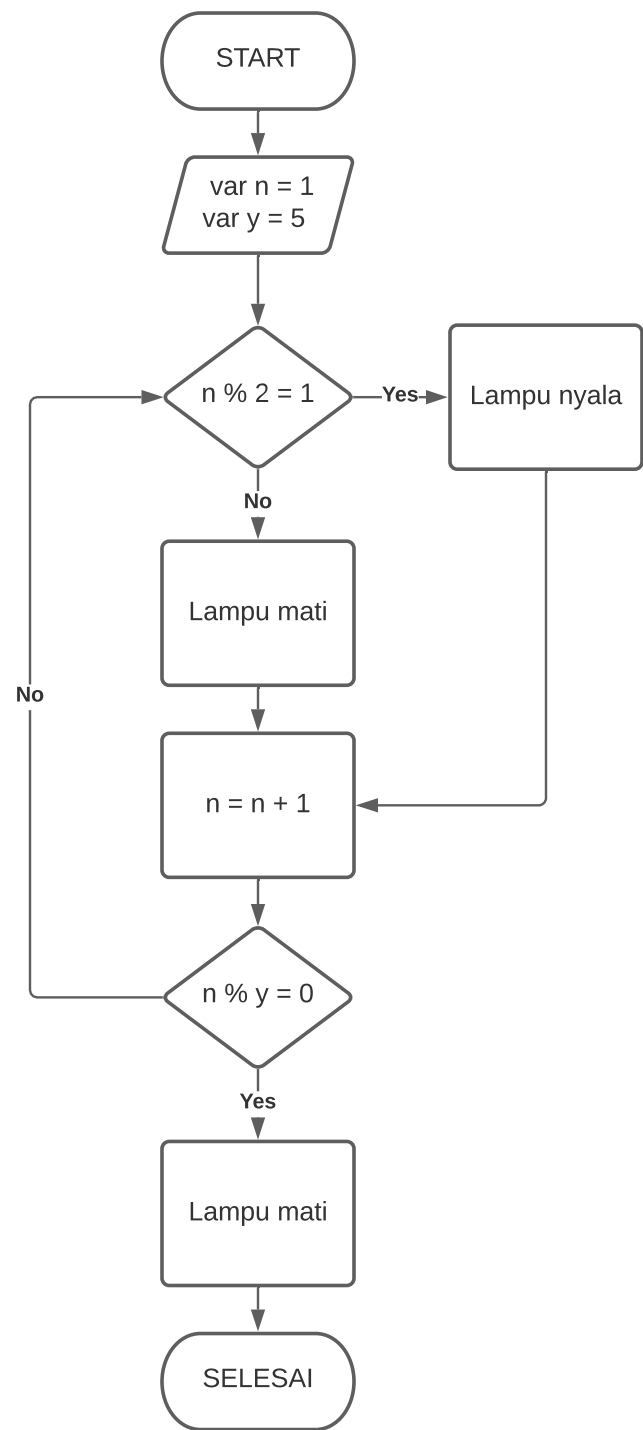 START
var n = 1
var y = 5
n % 2 = 1
Yes
Lampu nyala
No
Lampu mati
No
n = n + 1
n % y = 0
Yes
Lampu mati
SELESAI